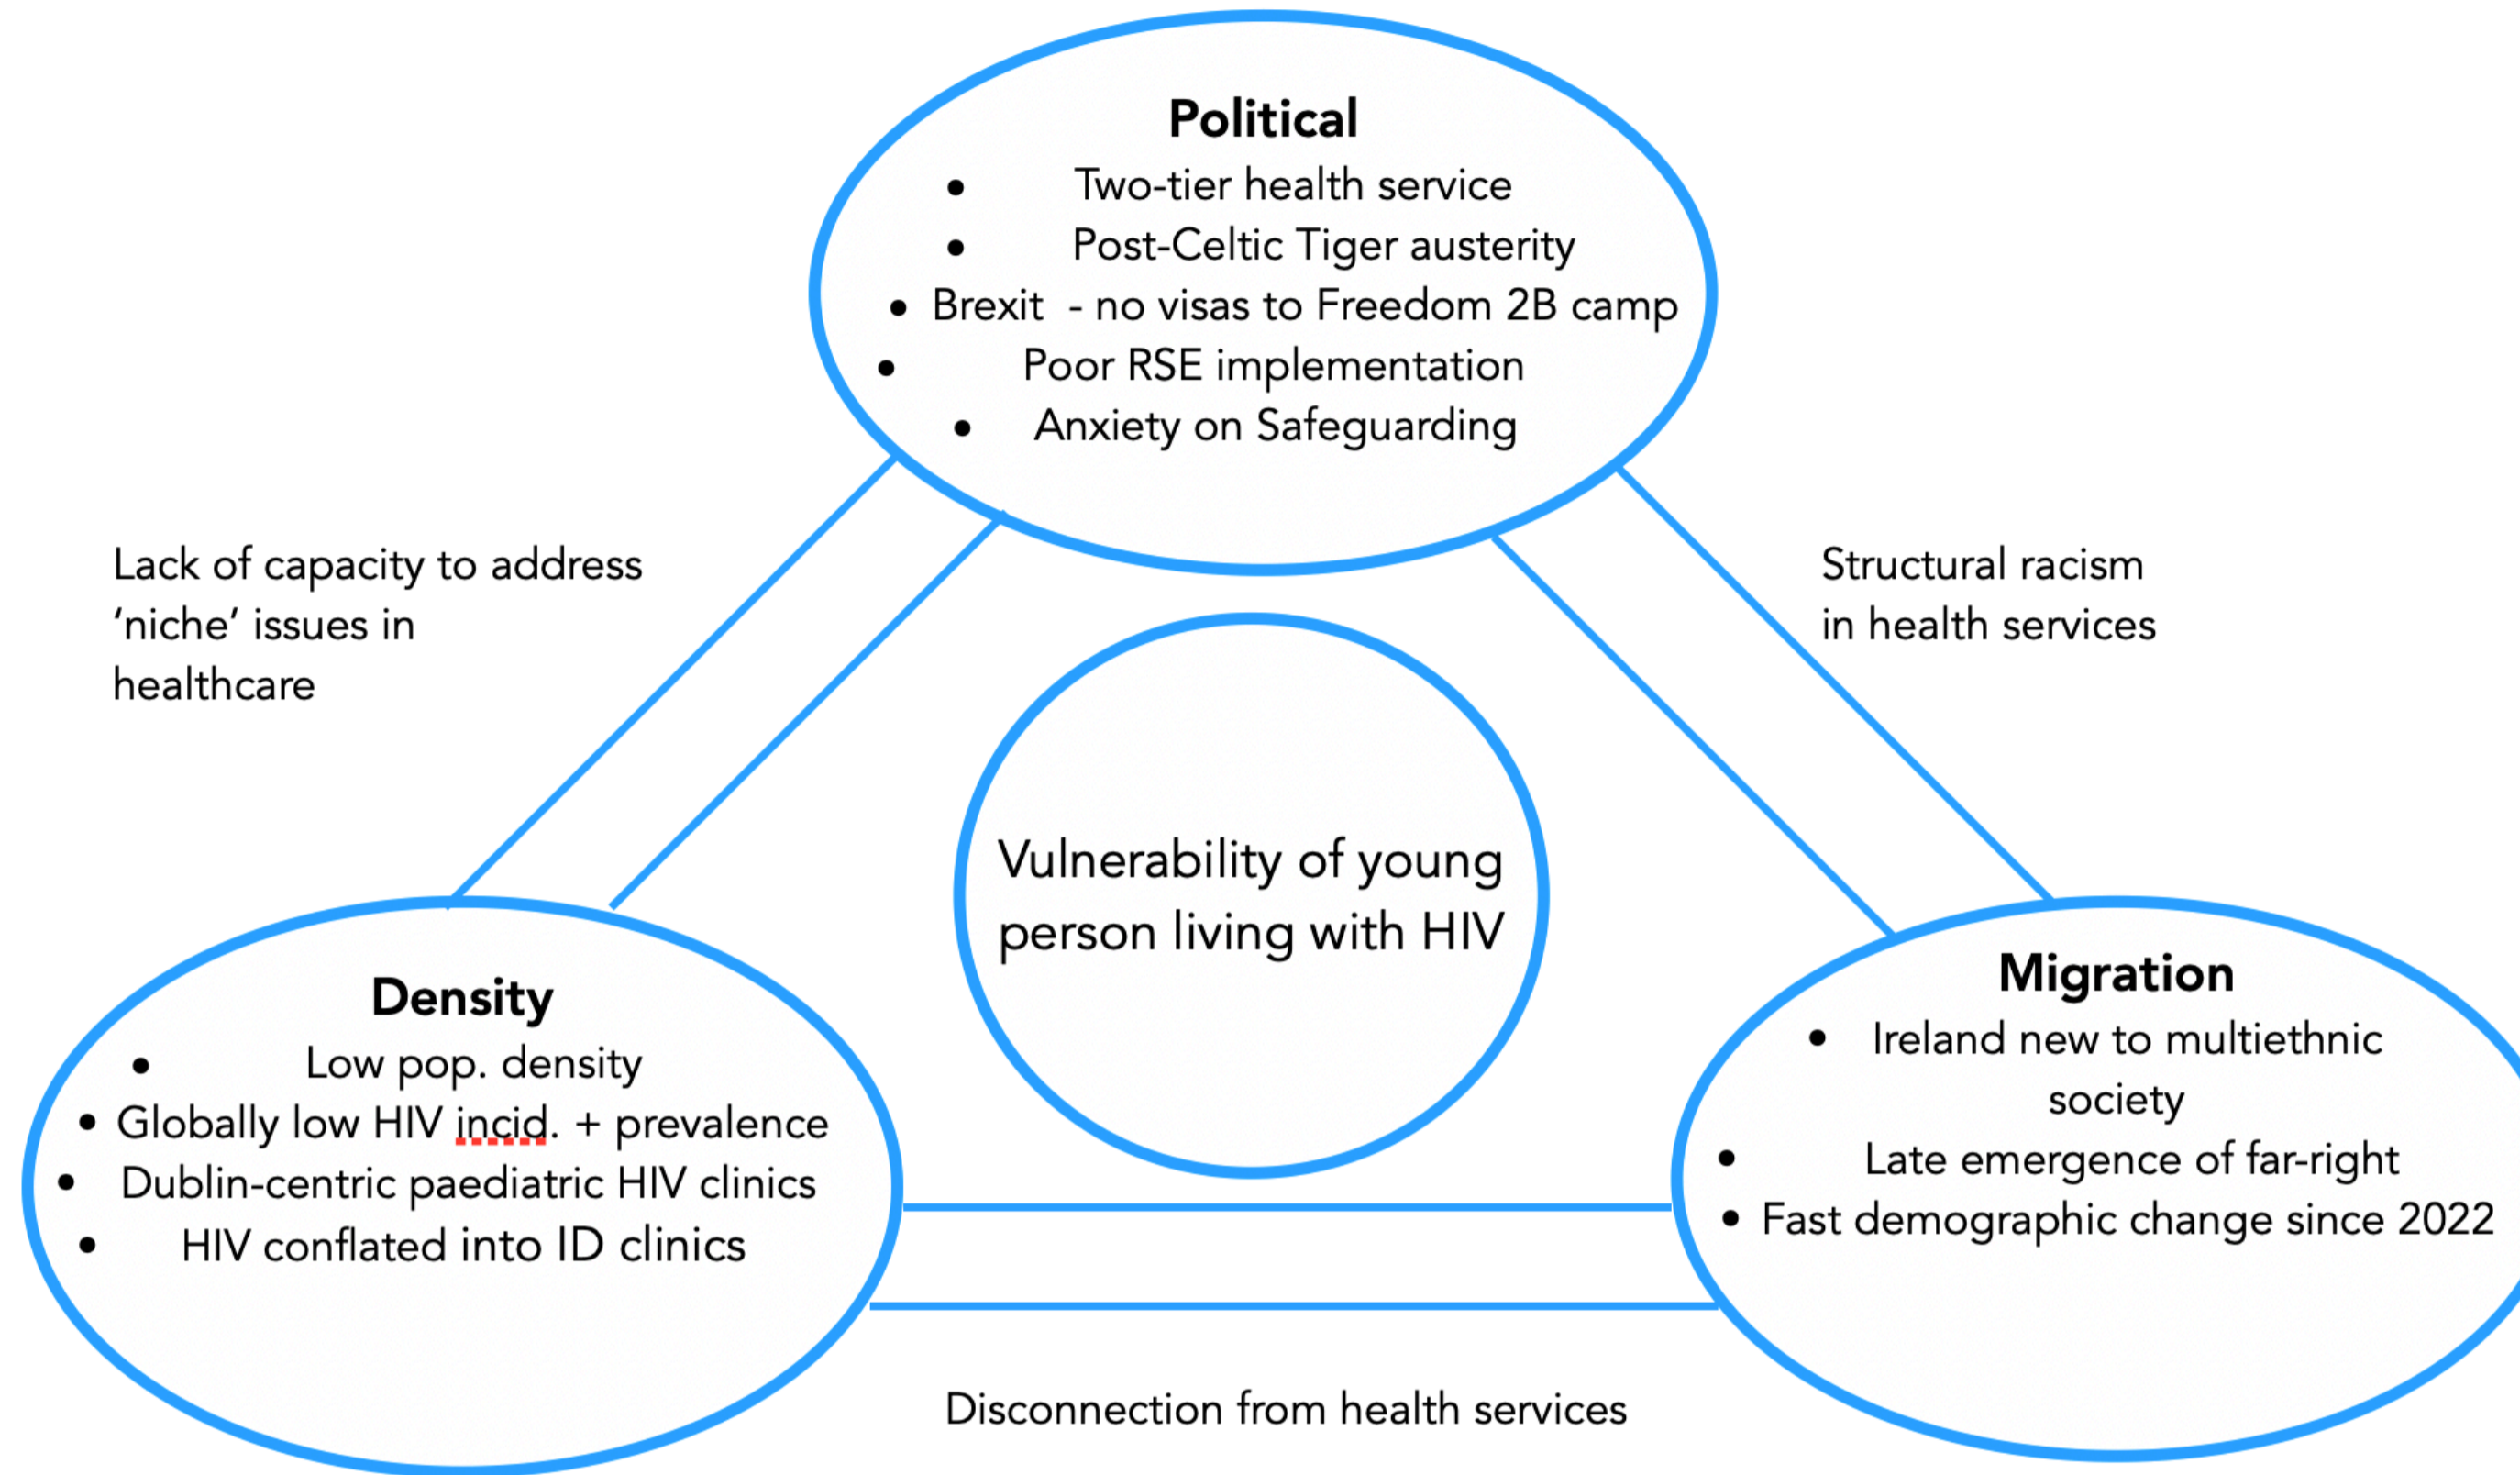 Political
• Two-tier health service
• Post-Celtic Tiger austerity
• Brexit - no visas to Freedom 2B camp
• Poor RSE implementation
• Anxiety on Safeguarding
Lack of capacity to address
‘niche’ issues in
healthcare
Structural racism
in health services
Vulnerability of young
person living with HIV
Density
• Low pop. density
• Globally low HIV incid. + prevalence
• Dublin-centric paediatric HIV clinics
• HIV conflated into ID clinics
Migration
• Ireland new to multiethnic
society
• Late emergence of far-right
• Fast demographic change since 2022
Disconnection from health services